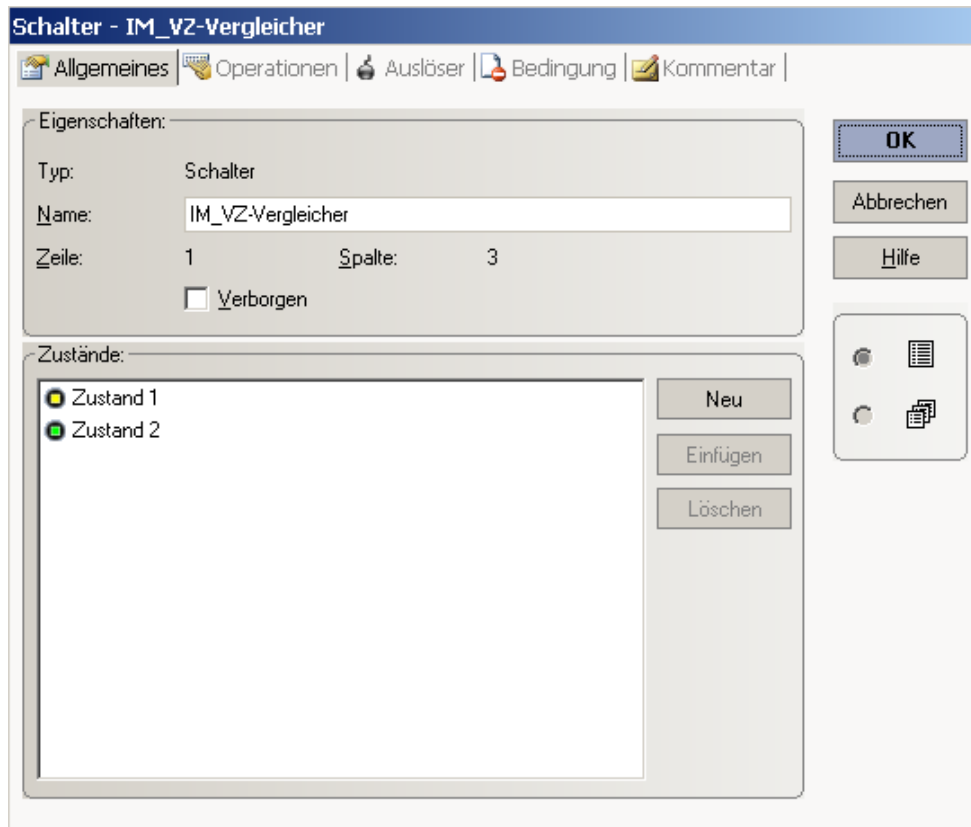 Schalter - IM_VZ-Vergleicher
Allgemeines Operationen Auslöser Bedingung Kommentar
Eigenschaften:
Typ: Schalter
Name: IM_VZ-Vergleicher
Zeile: 1 Spalte: 3
Verborgen
Zustände:
Zustand 1
Zustand 2
Neu
Einfügen
Löschen
OK
Abbrechen
Hilfe